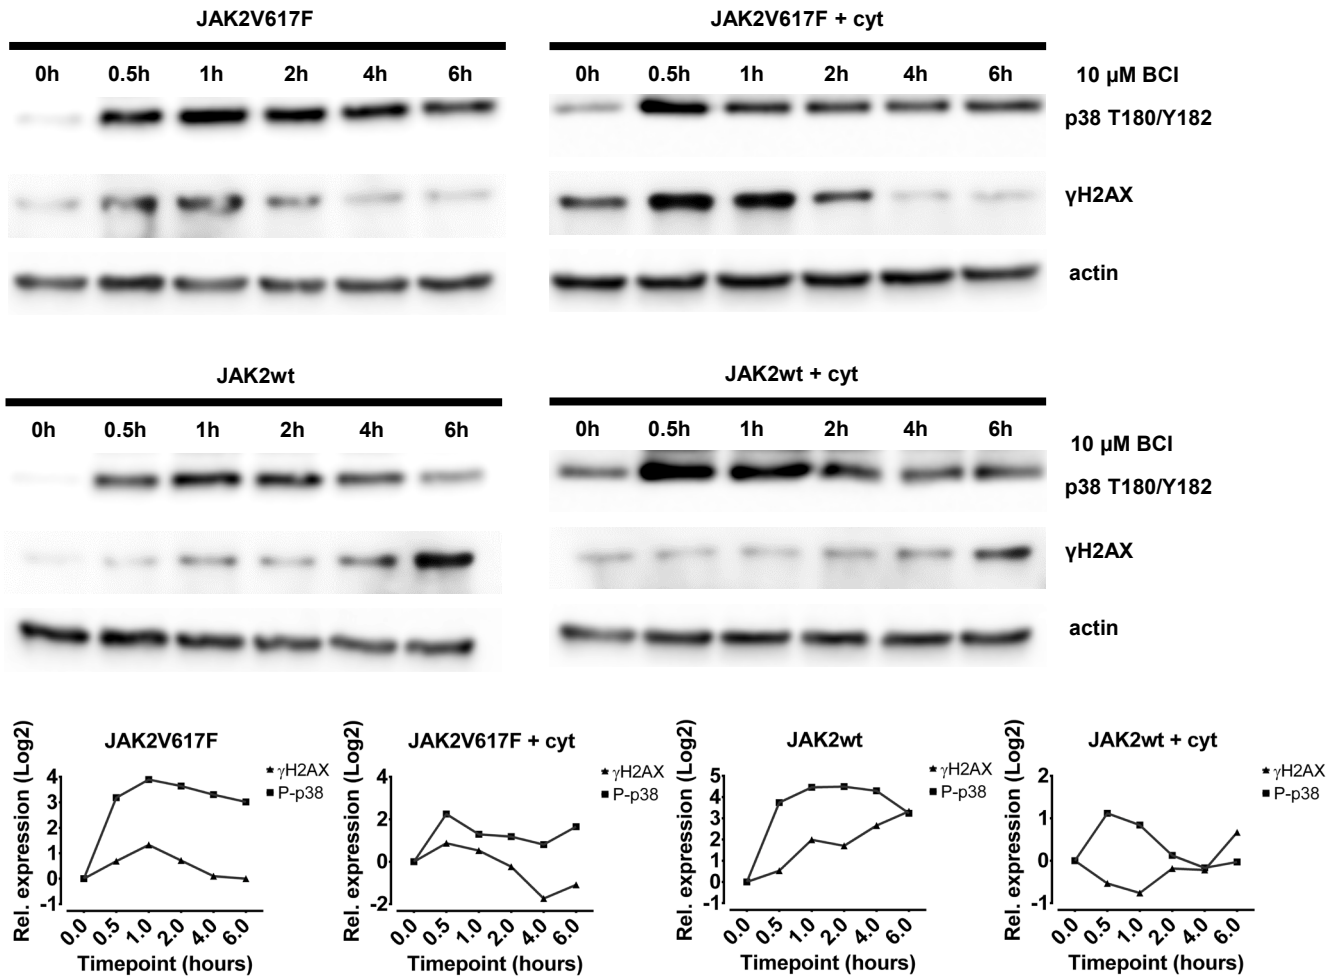 JAK2V617F
JAK2V617F + cyt
0h 0.5h 1h 2h 4h 6h
0h 0.5h 1h 2h 4h 6h
10 µM BCI
p38 T180/Y182
γH2AX
actin
JAK2wt
JAK2wt + cyt
0h 0.5h 1h 2h 4h 6h
0h 0.5h 1h 2h 4h 6h
10 µM BCI
p38 T180/Y182
γH2AX
actin
JAK2V617F
Rel. expression (Log2)
4
3
2
1
0
-1
γH2AX
P-p38
0.0 0.5 1.0 2.0 4.0 6.0
Timepoint (hours)
JAK2V617F + cyt
Rel. expression (Log2)
4
2
0
-2
γH2AX
P-p38
0.0 0.5 1.0 2.0 4.0 6.0
Timepoint (hours)
JAK2wt
Rel. expression (Log2)
5
4
3
2
1
0
-1
γH2AX
P-p38
0.0 0.5 1.0 2.0 4.0 6.0
Timepoint (hours)
JAK2wt + cyt
Rel. expression (Log2)
2
1
0
-1
γH2AX
P-p38
0.0 0.5 1.0 2.0 4.0 6.0
Timepoint (hours)